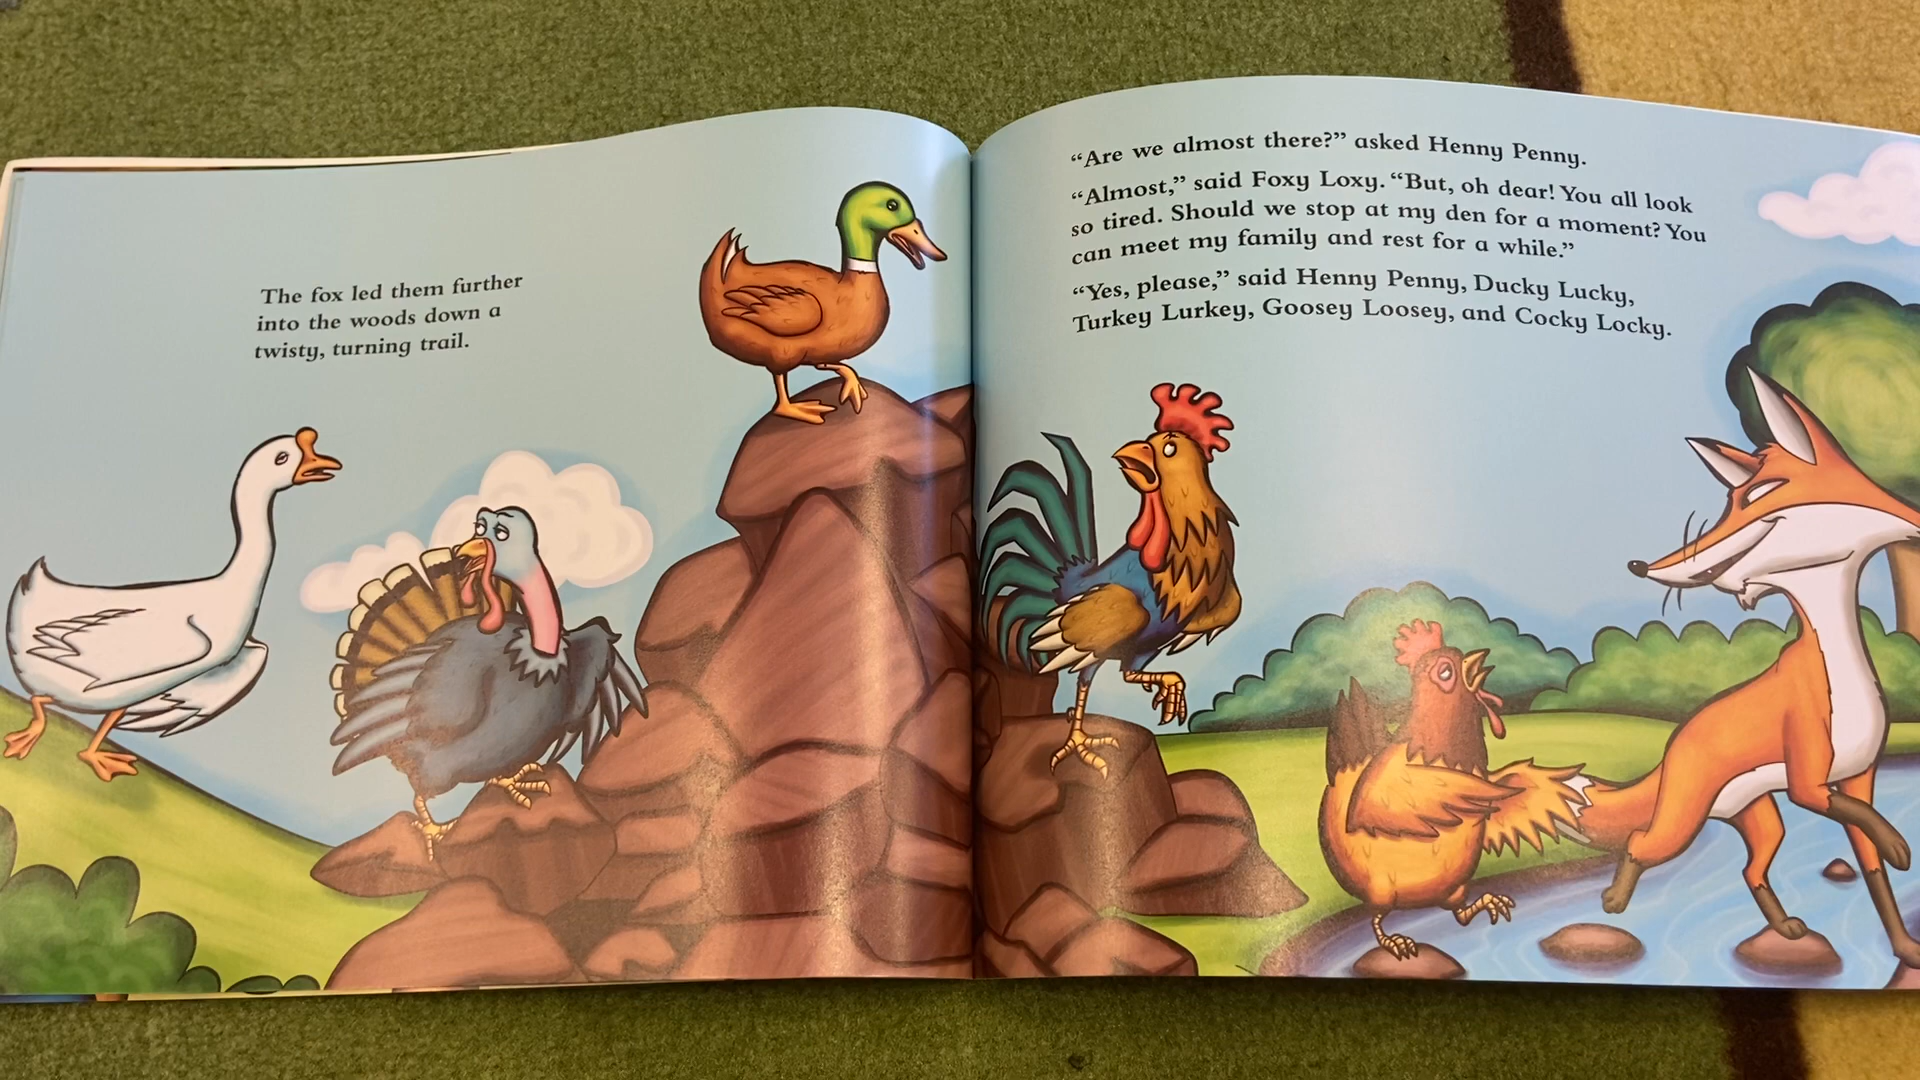 The fox led them further
into the woods down a
twisty, turning trail.
“Are we almost there?” asked Henny Penny.
“Almost,” said Foxy Loxy. “But, oh dear! You all look
so tired. Should we stop at my den for a moment? You
can meet my family and rest for a while.”
“Yes, please,” said Henny Penny, Ducky Lucky,
Turkey Lurkey, Goosey Loosey, and Cocky Locky.